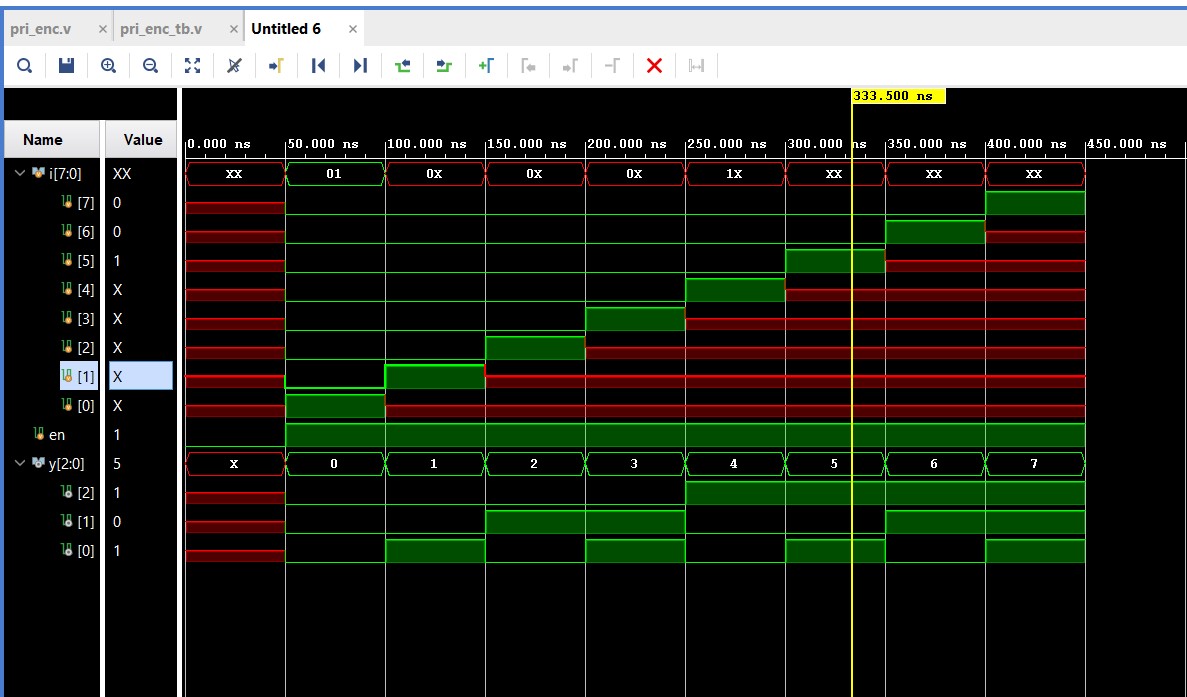 pri_enc.v × pri_enc_tb.v × Untitled 6 ×
333.500 ns
Name Value
0.000 ns 50.000 ns 100.000 ns 150.000 ns 200.000 ns 250.000 ns 300.000 ns 350.000 ns 400.000 ns 450.000 ns
i[7:0] XX XX 01 0X 0X 0X 1X XX XX XX
[7] 0
[6] 0
[5] 1
[4] X
[3] X
[2] X
[1] X
[0] X
en 1
y[2:0] 5 X 0 1 2 3 4 5 6 7
[2] 1
[1] 0
[0] 1